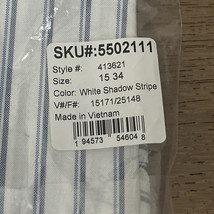 SKU#:5502111
Style #: 413621
Size: 15 34
Color: White Shadow Stripe
V#/F#: 15171/25148
Made in Vietnam
1 94573 54604 8